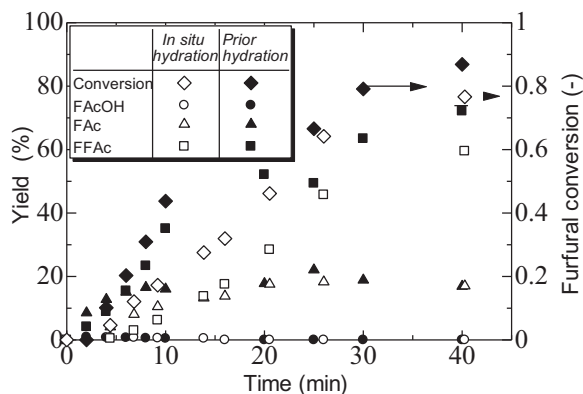 100
80
60
40
20
0
Yield (%)
1
0.8
0.6
0.4
0.2
0
Furfural conversion (-)
In situ hydration
Prior hydration
Conversion
FAcOH
FAc
FFAc
0 10 20 30 40
Time (min)